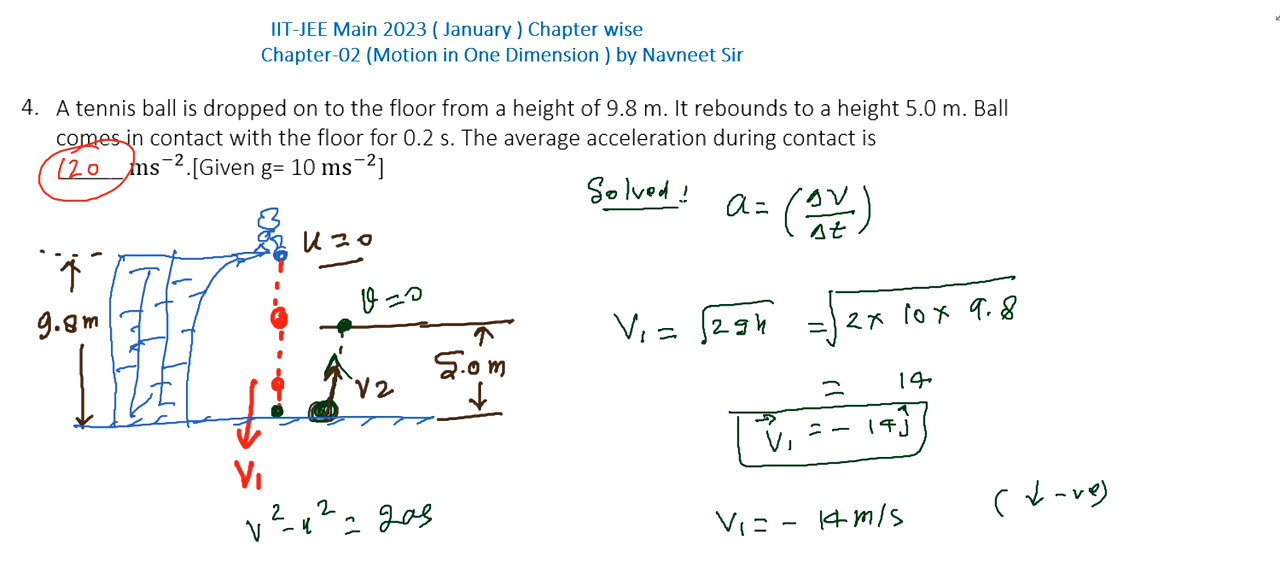 IIT-JEE Main 2023 ( January ) Chapter wise
Chapter-02 (Motion in One Dimension ) by Navneet Sir
4. A tennis ball is dropped on to the floor from a height of 9.8 m. It rebounds to a height 5.0 m. Ball
comes in contact with the floor for 0.2 s. The average acceleration during contact is
120 ms⁻².[Given g= 10 ms⁻²]
Solved! a = (ΔV/Δt)
u=0
9.8m
v=0
5.0m
V2
V₁
V₁ = √2gh = √2× 10 × 9.8
= 14
V⃗₁ = - 14ĵ
v²-u² = 2as
V₁ = - 14 m/s (↓ -ve)